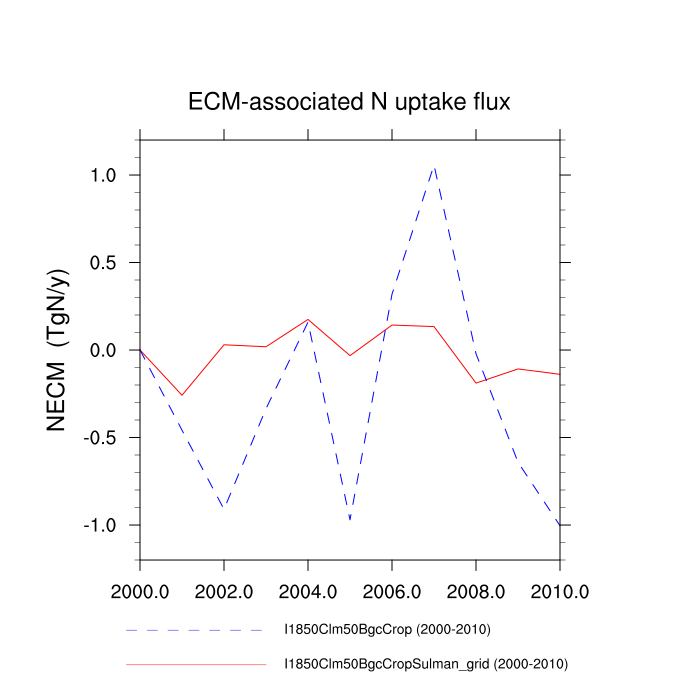 ECM-associated N uptake flux
NECM (TgN/y)
1.0
0.5
0.0
-0.5
-1.0
2000.0 2002.0 2004.0 2006.0 2008.0 2010.0
I1850Clm50BgcCrop (2000-2010)
I1850Clm50BgcCropSulman_grid (2000-2010)